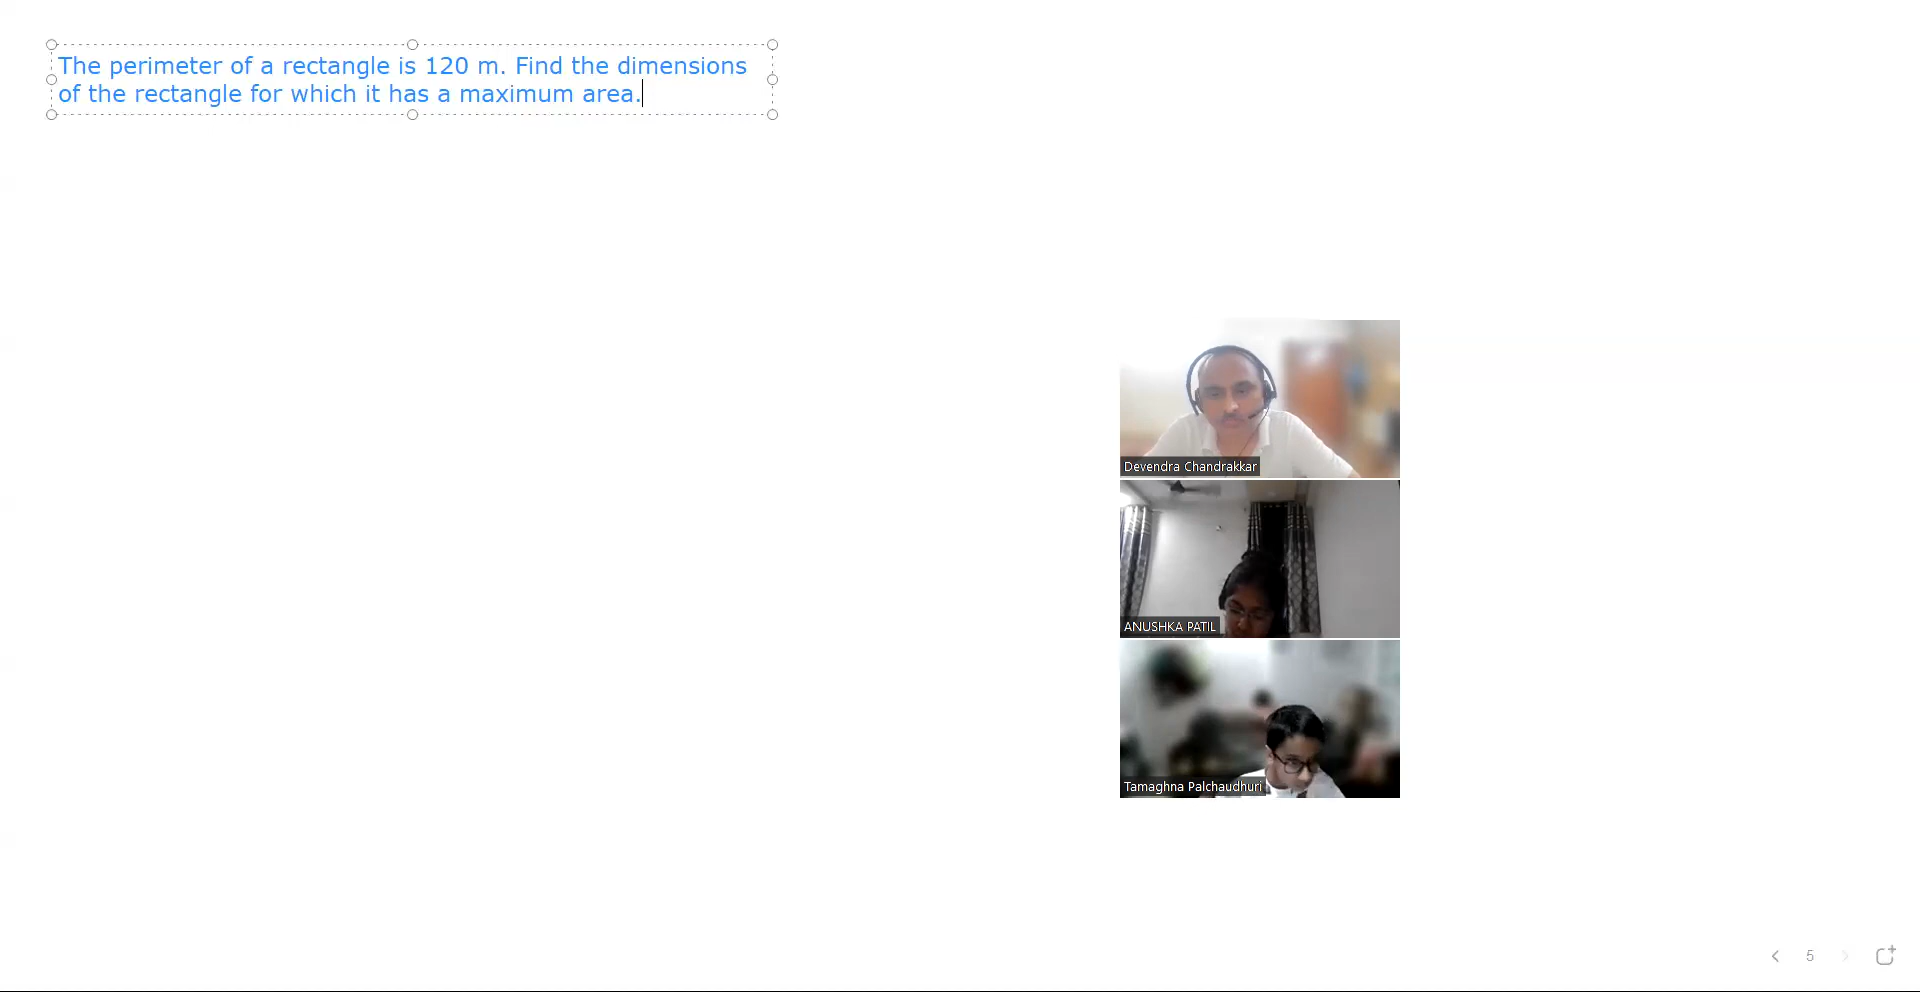 The perimeter of a rectangle is 120 m. Find the dimensions
of the rectangle for which it has a maximum area.
Devendra Chandrakkar
ANUSHKA PATIL
Tamaghna Palchaudhuri
5